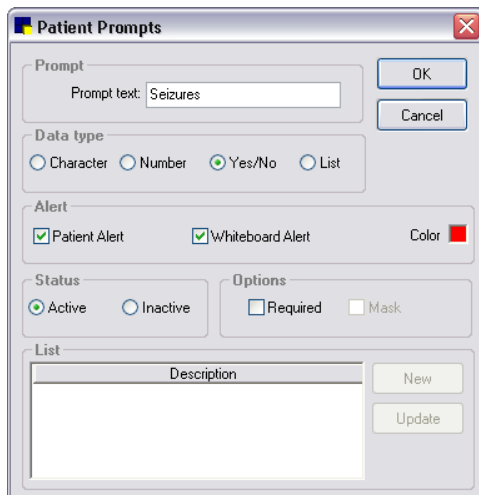 Patient Prompts
Prompt
Prompt text: Seizures
OK
Cancel
Data type
Character Number Yes/No List
Alert
Patient Alert Whiteboard Alert Color
Status
Active Inactive
Options
Required Mask
List
Description
New
Update